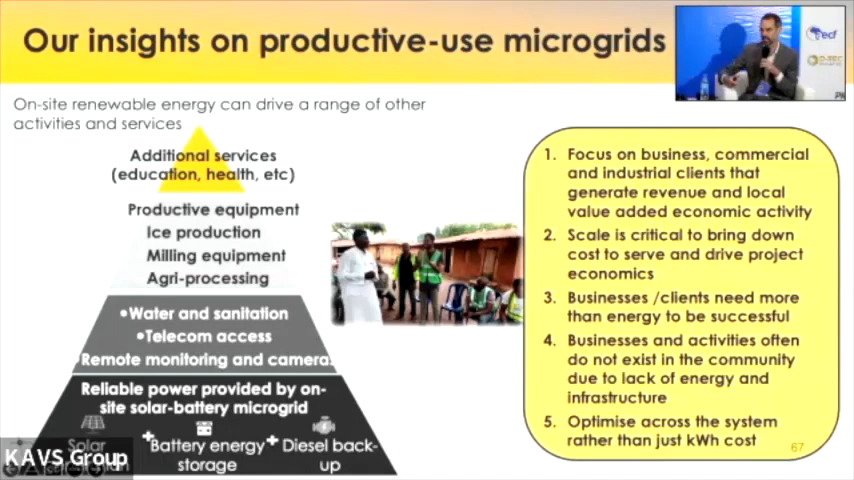 Our insights on productive-use microgrids
On-site renewable energy can drive a range of other
activities and services
Additional services
(education, health, etc)
Productive equipment
Ice production
Milling equipment
Agri-processing
•Water and sanitation
•Telecom access
•Remote monitoring and camera
Reliable power provided by on-
site solar-battery microgrid
Solar
+Battery energy
storage
+ Diesel back-
up
1. Focus on business, commercial
and industrial clients that
generate revenue and local
value added economic activity
2. Scale is critical to bring down
cost to serve and drive project
economics
3. Businesses /clients need more
than energy to be successful
4. Businesses and activities often
do not exist in the community
due to lack of energy and
infrastructure
5. Optimise across the system
rather than just kWh cost
67
KAVS Group